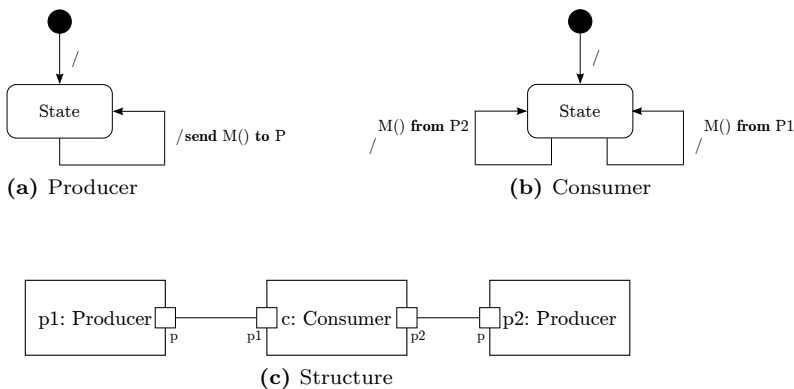 /
State
/send M() to P
(a) Producer
/
State
M() from P2
/
M() from P1
/
(b) Consumer
p1: Producer
p
p1
c: Consumer
p2
p
p2: Producer
(c) Structure